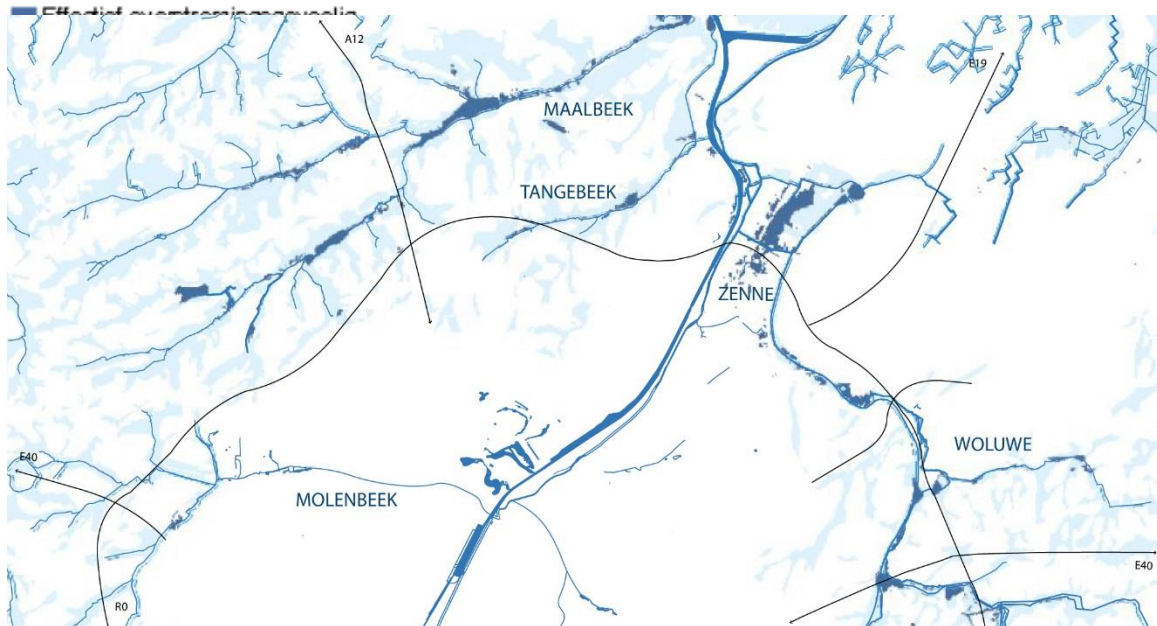 A12
E19
MAALBEEK
TANGEBEEK
ZENNE
WOLUWE
E40
MOLENBEEK
E40
R0